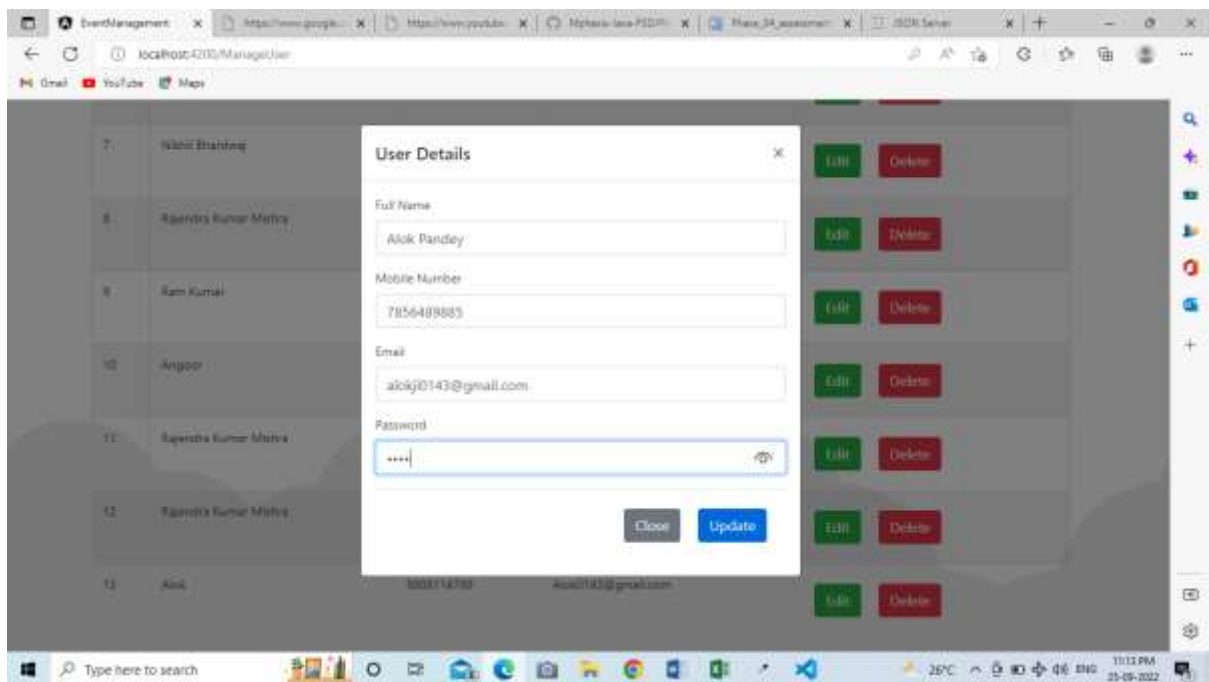 EventManagement
localhost:4200/ManageUser
Gmail YouTube Maps
User Details
Full Name
Alok Pandey
Mobile Number
7856489885
Email
alokji0143@gmail.com
Password
Close Update
7 Edit Delete
8 Rajendra Kumar Mishra Edit Delete
9 Ram Kumar Edit Delete
10 Angoor Edit Delete
11 Rajendra Kumar Mishra Edit Delete
12 Rajendra Kumar Mishra Edit Delete
13 Alok Edit Delete
Type here to search
26°C ENG
11:13 PM
25-09-2022